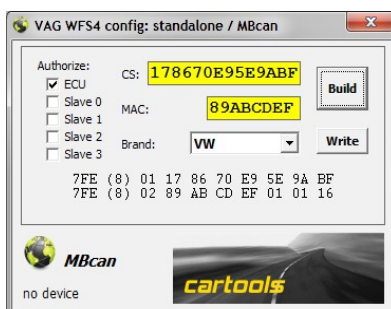 VAG WFS4 config: standalone / MBcan
Authorize:
ECU
Slave 0
Slave 1
Slave 2
Slave 3
CS: 178670E95E9ABF
MAC: 89ABCDEF
Brand: VW
Build
Write
7FE (8) 01 17 86 70 E9 5E 9A BF
7FE (8) 02 89 AB CD EF 01 01 16
MBcan
no device
cartools